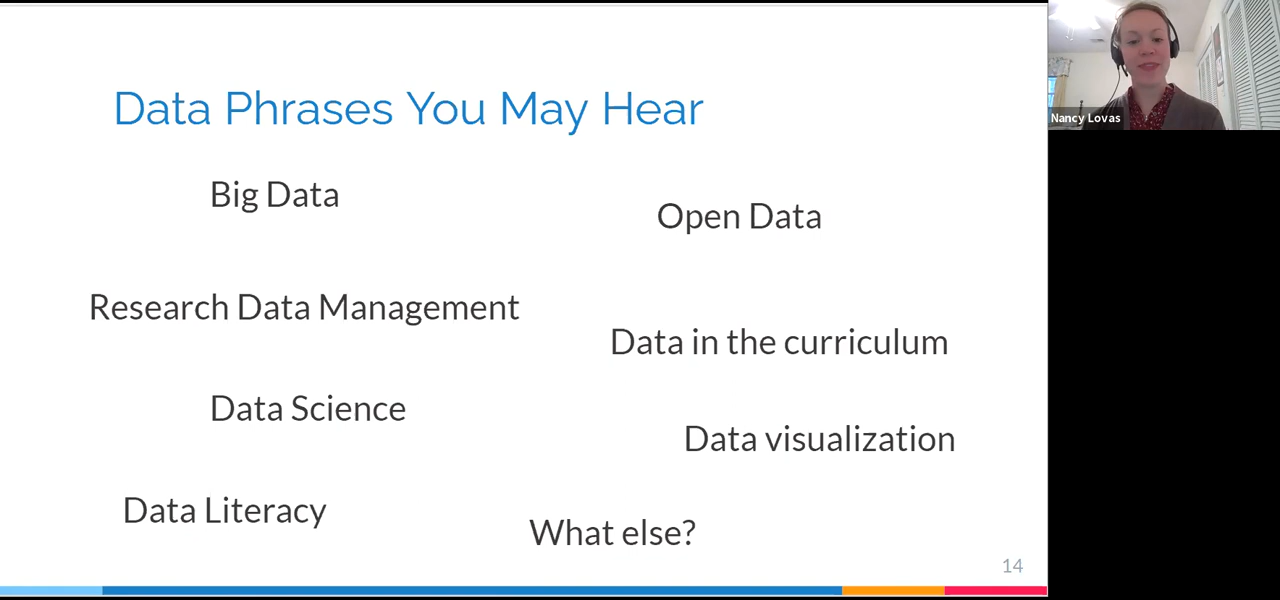 Data Phrases You May Hear
Big Data
Open Data
Research Data Management
Data in the curriculum
Data Science
Data visualization
Data Literacy
What else?
14
Nancy Lovas